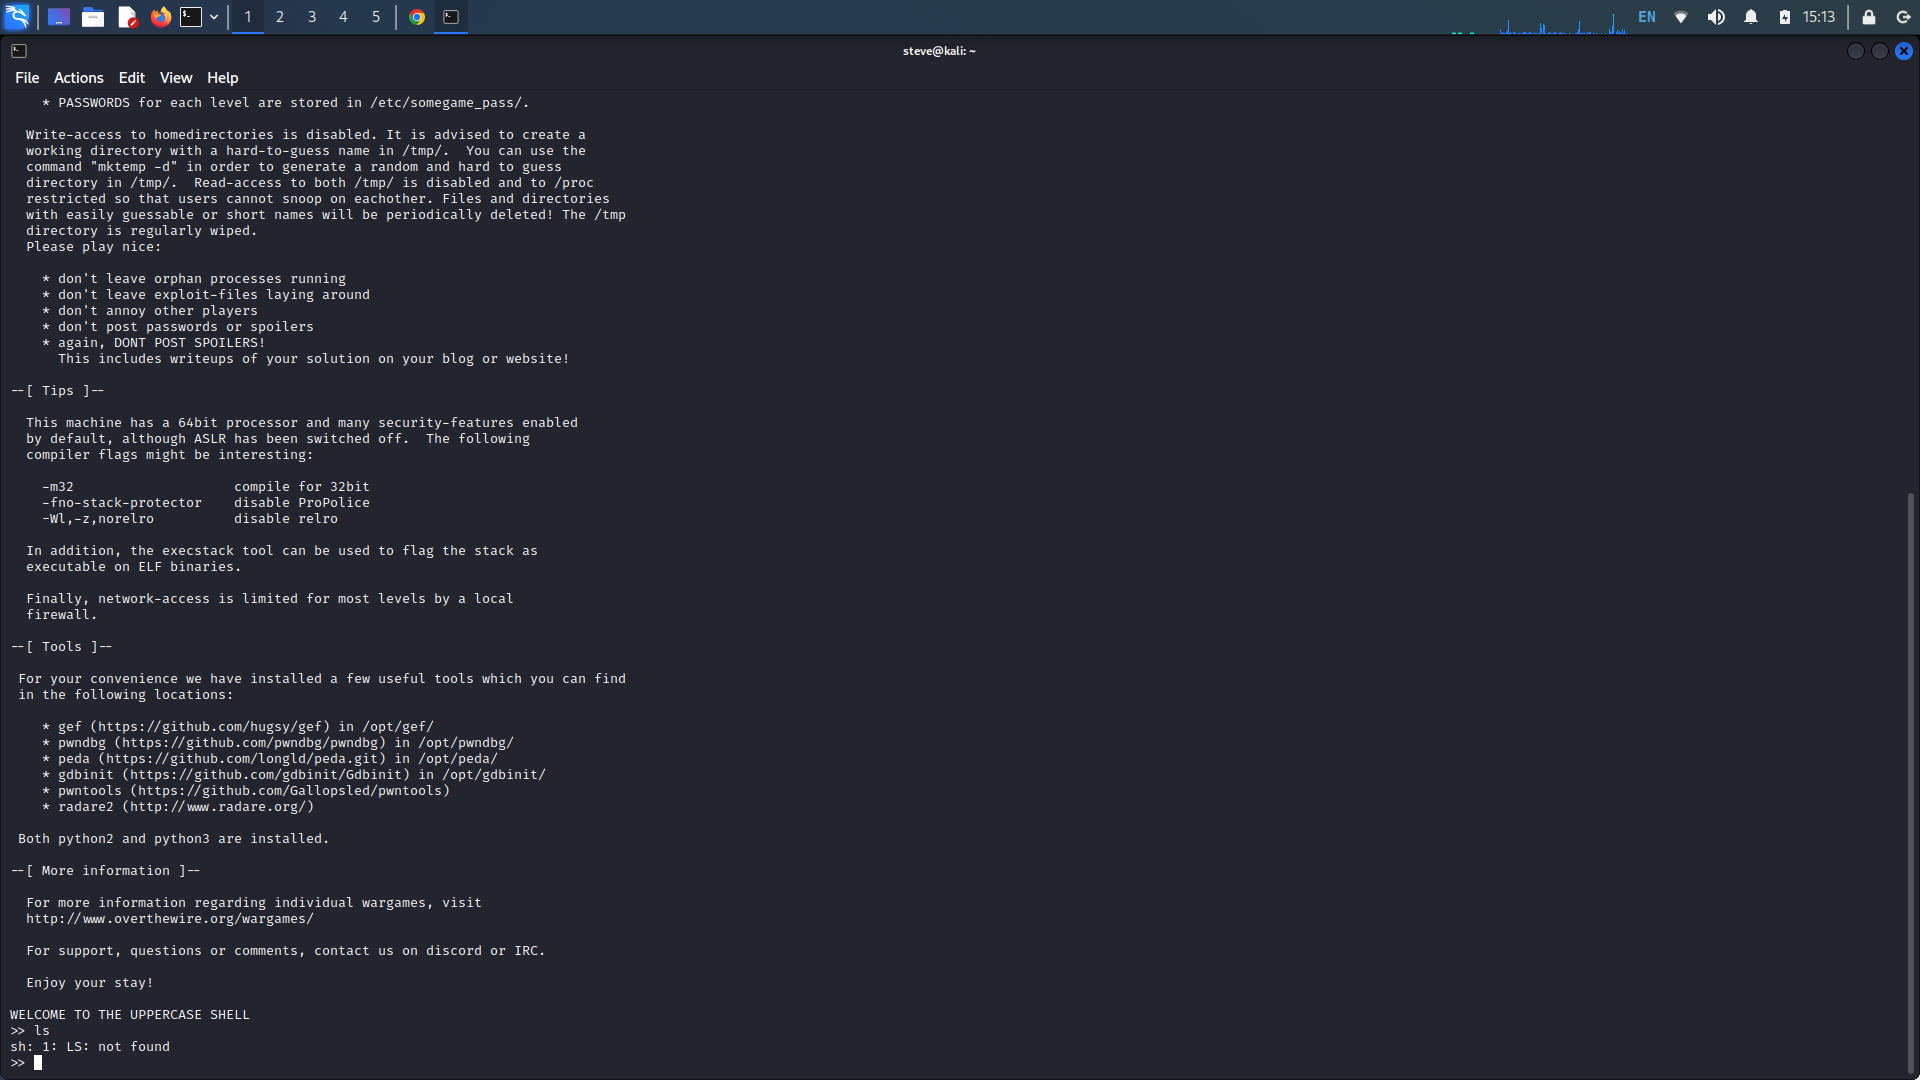 1 2 3 4 5 EN 15:13
steve@kali: ~
File Actions Edit View Help
* PASSWORDS for each level are stored in /etc/somegame_pass/.
Write-access to homedirectories is disabled. It is advised to create a
working directory with a hard-to-guess name in /tmp/.  You can use the
command "mktemp -d" in order to generate a random and hard to guess
directory in /tmp/.  Read-access to both /tmp/ is disabled and to /proc
restricted so that users cannot snoop on eachother. Files and directories
with easily guessable or short names will be periodically deleted! The /tmp
directory is regularly wiped.
Please play nice:
* don't leave orphan processes running
* don't leave exploit-files laying around
* don't annoy other players
* don't post passwords or spoilers
* again, DONT POST SPOILERS!
This includes writeups of your solution on your blog or website!
--[ Tips ]--
This machine has a 64bit processor and many security-features enabled
by default, although ASLR has been switched off.  The following
compiler flags might be interesting:
-m32                    compile for 32bit
-fno-stack-protector    disable ProPolice
-Wl,-z,norelro          disable relro
In addition, the execstack tool can be used to flag the stack as
executable on ELF binaries.
Finally, network-access is limited for most levels by a local
firewall.
--[ Tools ]--
For your convenience we have installed a few useful tools which you can find
in the following locations:
* gef (https://github.com/hugsy/gef) in /opt/gef/
* pwndbg (https://github.com/pwndbg/pwndbg) in /opt/pwndbg/
* peda (https://github.com/longld/peda.git) in /opt/peda/
* gdbinit (https://github.com/gdbinit/Gdbinit) in /opt/gdbinit/
* pwntools (https://github.com/Gallopsled/pwntools)
* radare2 (http://www.radare.org/)
Both python2 and python3 are installed.
--[ More information ]--
For more information regarding individual wargames, visit
http://www.overthewire.org/wargames/
For support, questions or comments, contact us on discord or IRC.
Enjoy your stay!
WELCOME TO THE UPPERCASE SHELL
>> ls
sh: 1: LS: not found
>>